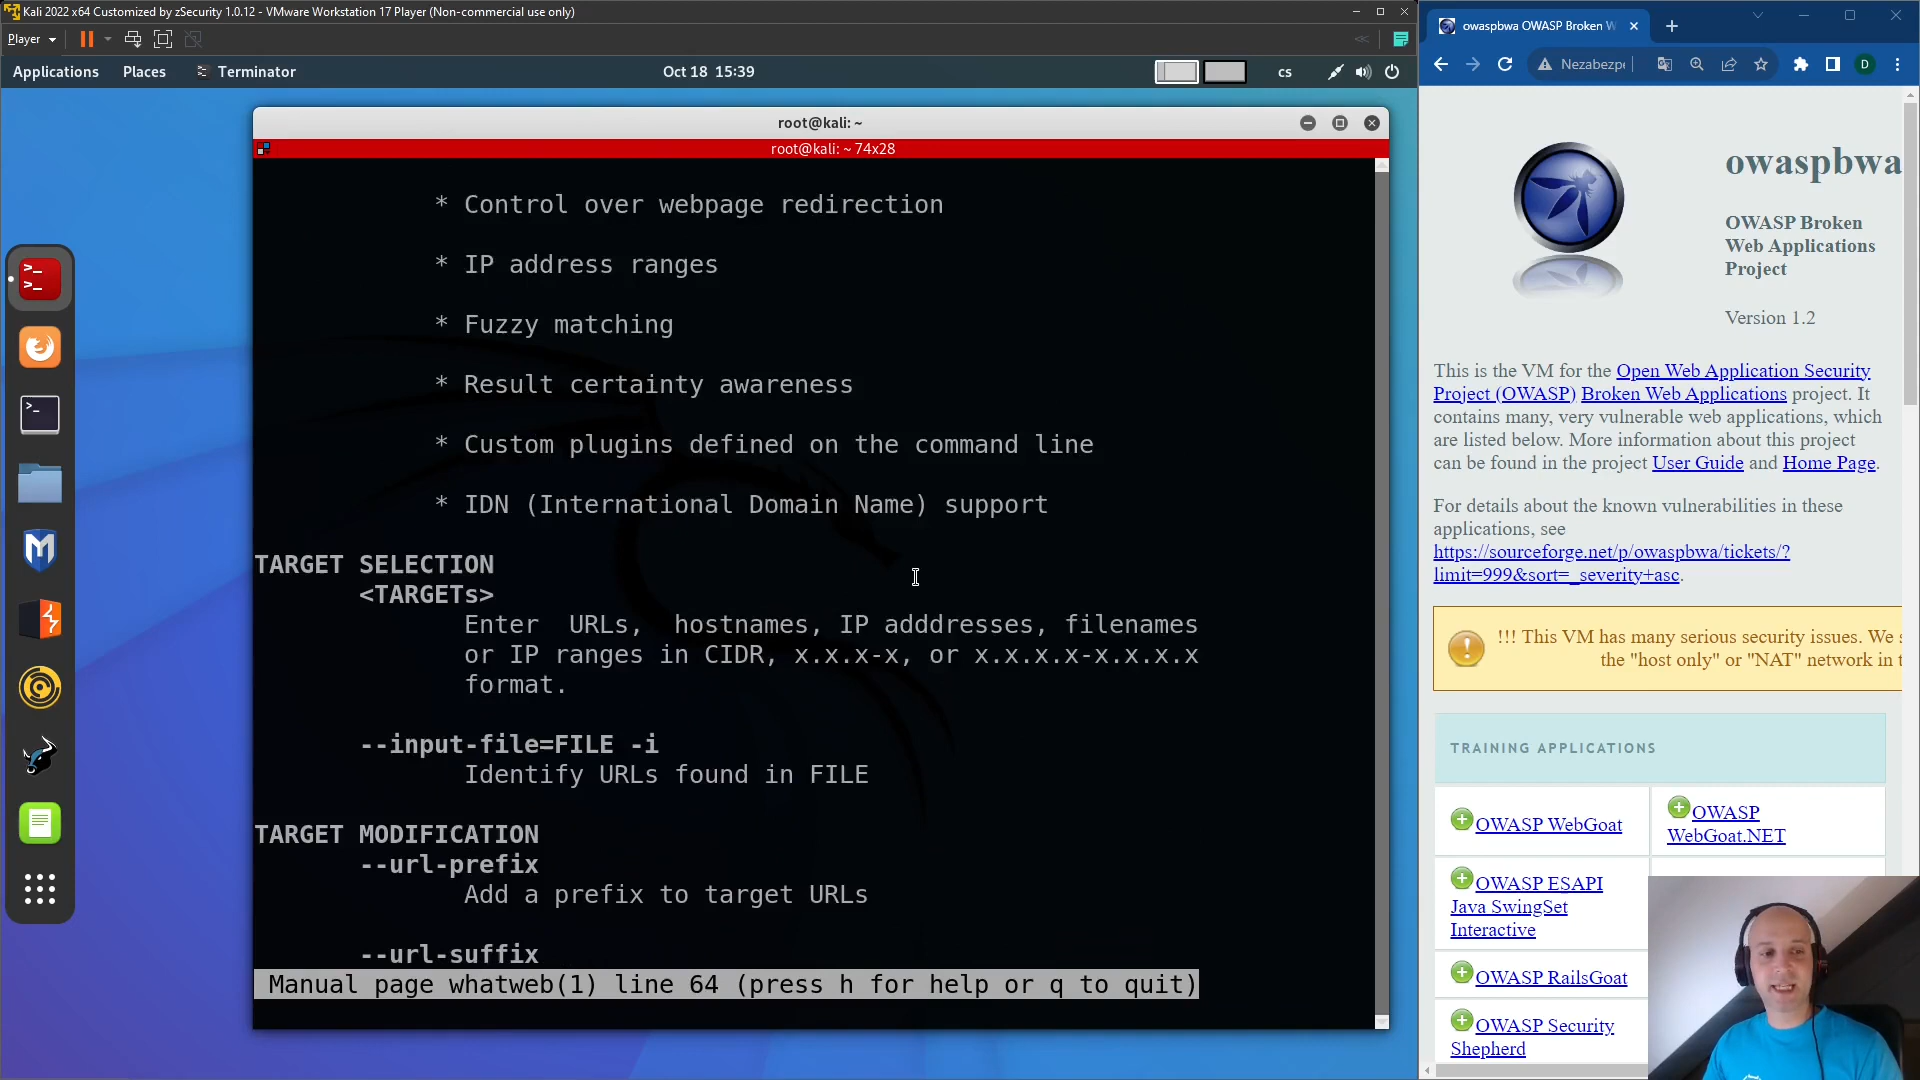 Kali 2022 x64 Customized by zSecurity 1.0.12 - VMware Workstation 17 Player (Non-commercial use only)
Player
Applications Places Terminator Oct 18 15:39 cs
root@kali: ~
root@kali: ~ 74x28
* Control over webpage redirection
* IP address ranges
* Fuzzy matching
* Result certainty awareness
* Custom plugins defined on the command line
* IDN (International Domain Name) support
TARGET SELECTION
<TARGETs>
Enter URLs, hostnames, IP adddresses, filenames
or IP ranges in CIDR, x.x.x-x, or x.x.x.x-x.x.x.x
format.
--input-file=FILE -i
Identify URLs found in FILE
TARGET MODIFICATION
--url-prefix
Add a prefix to target URLs
--url-suffix
Manual page whatweb(1) line 64 (press h for help or q to quit)
owaspbwa OWASP Broken W
Nezabezpe
D
owaspbwa
OWASP Broken
Web Applications
Project
Version 1.2
This is the VM for the Open Web Application Security
Project (OWASP) Broken Web Applications project. It
contains many, very vulnerable web applications, which
are listed below. More information about this project
can be found in the project User Guide and Home Page.
For details about the known vulnerabilities in these
applications, see
https://sourceforge.net/p/owaspbwa/tickets/?
limit=999&sort=_severity+asc.
!!! This VM has many serious security issues. We s
the "host only" or "NAT" network in t
TRAINING APPLICATIONS
OWASP WebGoat
OWASP
WebGoat.NET
OWASP ESAPI
Java SwingSet
Interactive
OWASP RailsGoat
OWASP Security
Shepherd